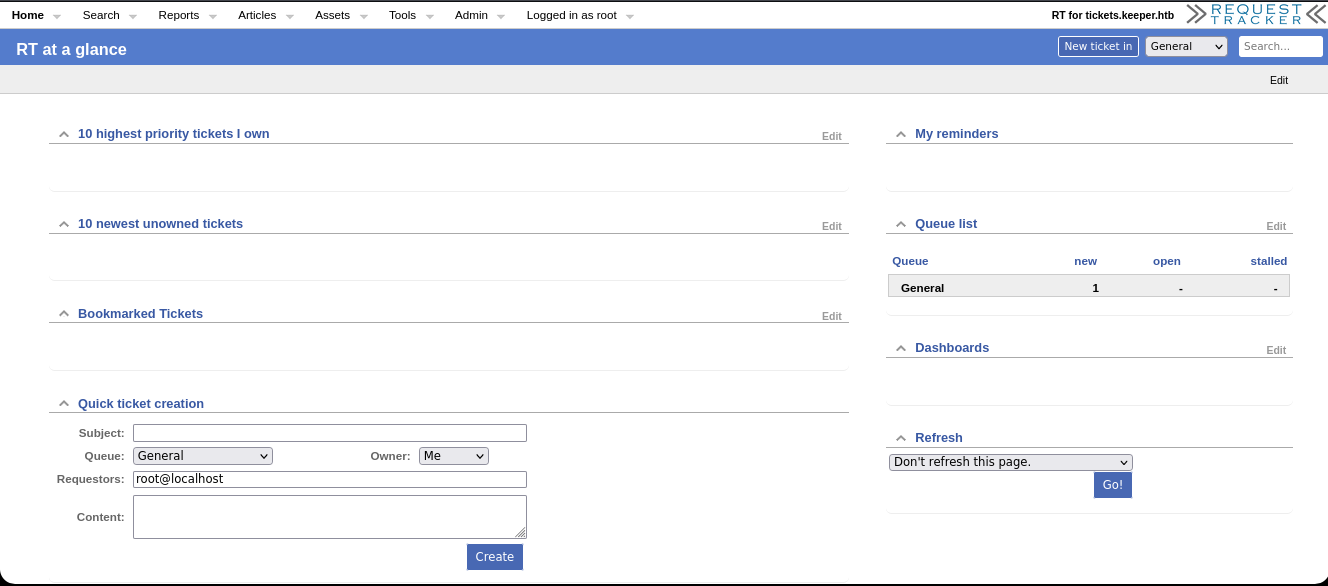 Home Search Reports Articles Assets Tools Admin Logged in as root RT for tickets.keeper.htb REQUEST TRACKER
RT at a glance New ticket in General Search...
Edit
10 highest priority tickets I own Edit
My reminders
10 newest unowned tickets Edit
Queue list Edit
Queue new open stalled
General 1 - -
Bookmarked Tickets Edit
Dashboards Edit
Quick ticket creation
Subject:
Queue: General Owner: Me
Requestors: root@localhost
Content:
Create
Refresh
Don't refresh this page.
Go!